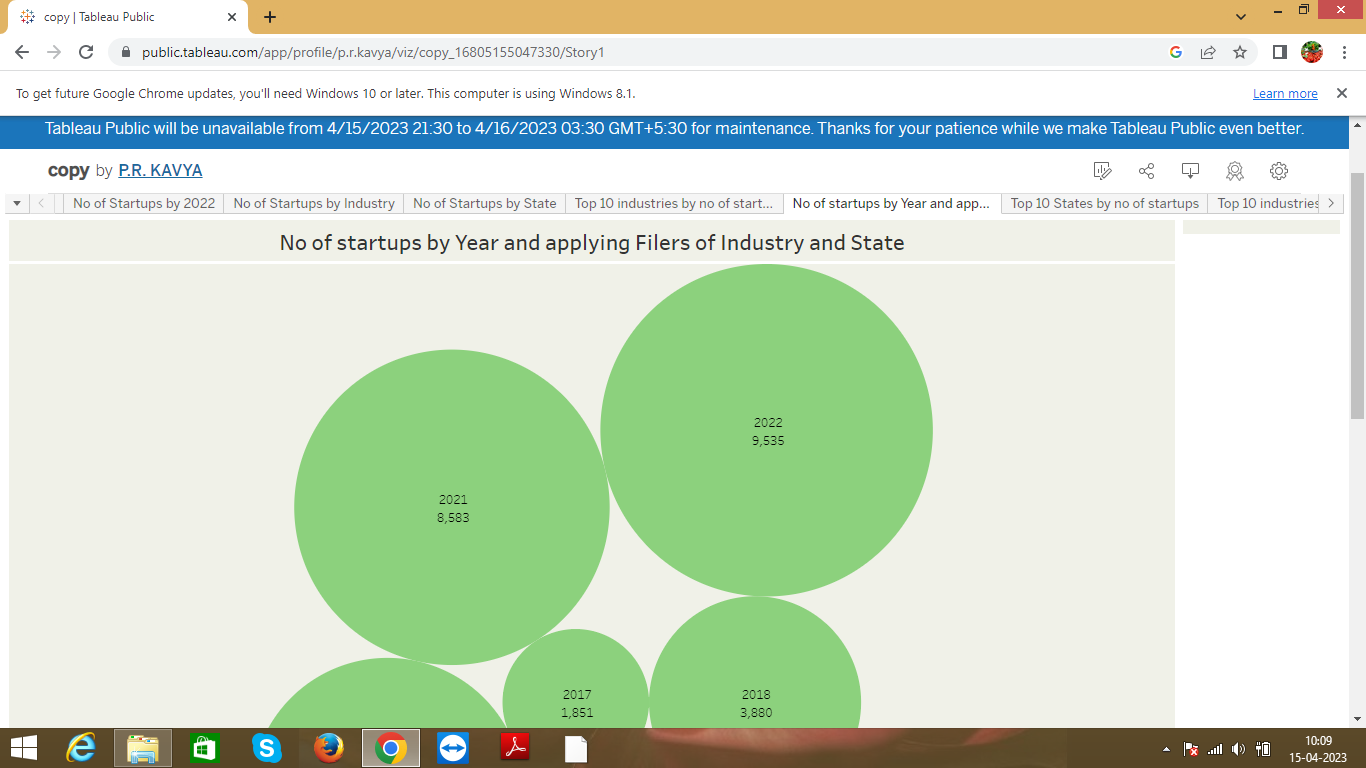 copy | Tableau Public
public.tableau.com/app/profile/p.r.kavya/viz/copy_16805155047330/Story1
To get future Google Chrome updates, you'll need Windows 10 or later. This computer is using Windows 8.1.
Learn more
Tableau Public will be unavailable from 4/15/2023 21:30 to 4/16/2023 03:30 GMT+5:30 for maintenance. Thanks for your patience while we make Tableau Public even better.
copy by P.R. KAVYA
No of Startups by 2022
No of Startups by Industry
No of Startups by State
Top 10 industries by no of start...
No of startups by Year and app...
Top 10 States by no of startups
Top 10 industries
No of startups by Year and applying Filers of Industry and State
2022
9,535
2021
8,583
2017
1,851
2018
3,880
10:09
15-04-2023